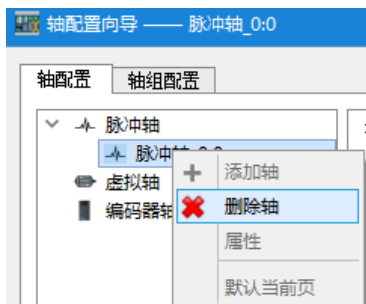 轴配置向导 —— 脉冲轴_0:0
轴配置 轴组配置
脉冲轴
脉冲轴_0:0
虚拟轴
编码器轴
添加轴
删除轴
属性
默认当前页